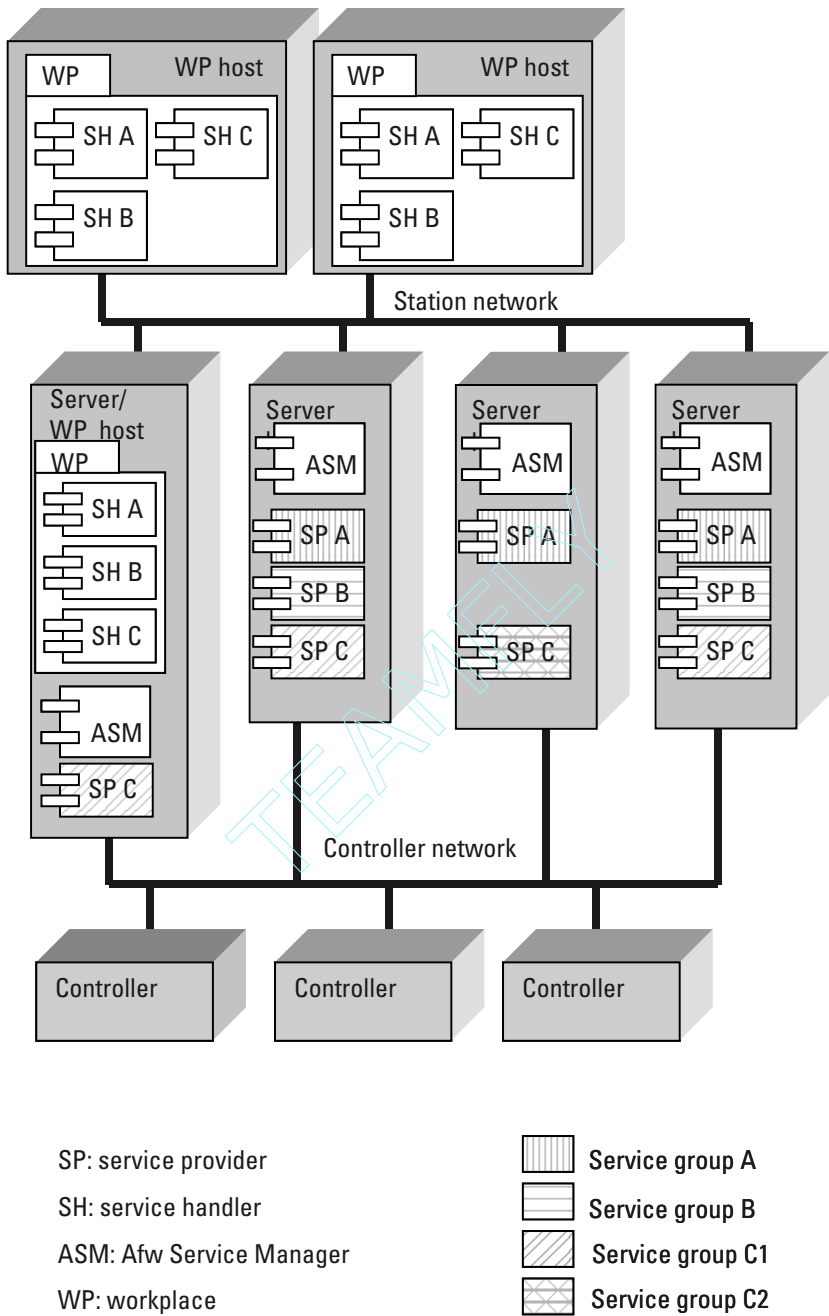 WP host
WP
SH A
SH C
SH B
WP host
WP
SH A
SH C
SH B
Station network
Server/
WP host
WP
SH A
SH B
SH C
ASM
SP C
Server
ASM
SP A
SP B
SP C
Server
ASM
SP A
SP C
Server
ASM
SP A
SP B
SP C
TEAMFLY
Controller network
Controller
Controller
Controller
SP: service provider
SH: service handler
ASM: Afw Service Manager
WP: workplace
Service group A
Service group B
Service group C1
Service group C2